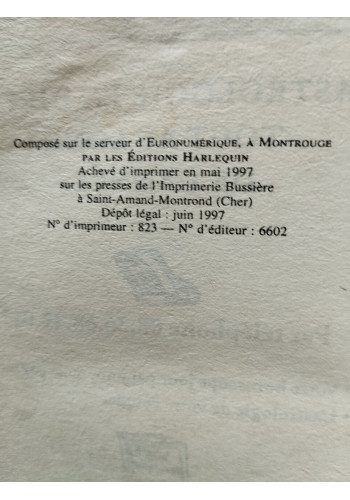 Composé sur le serveur d'EURONUMÉRIQUE, À MONTROUGE
PAR LES ÉDITIONS HARLEQUIN
Achevé d'imprimer en mai 1997
sur les presses de l'Imprimerie Bussière
à Saint-Amand-Montrond (Cher)
Dépôt légal : juin 1997
N° d'imprimeur : 823 — N° d'éditeur : 6602